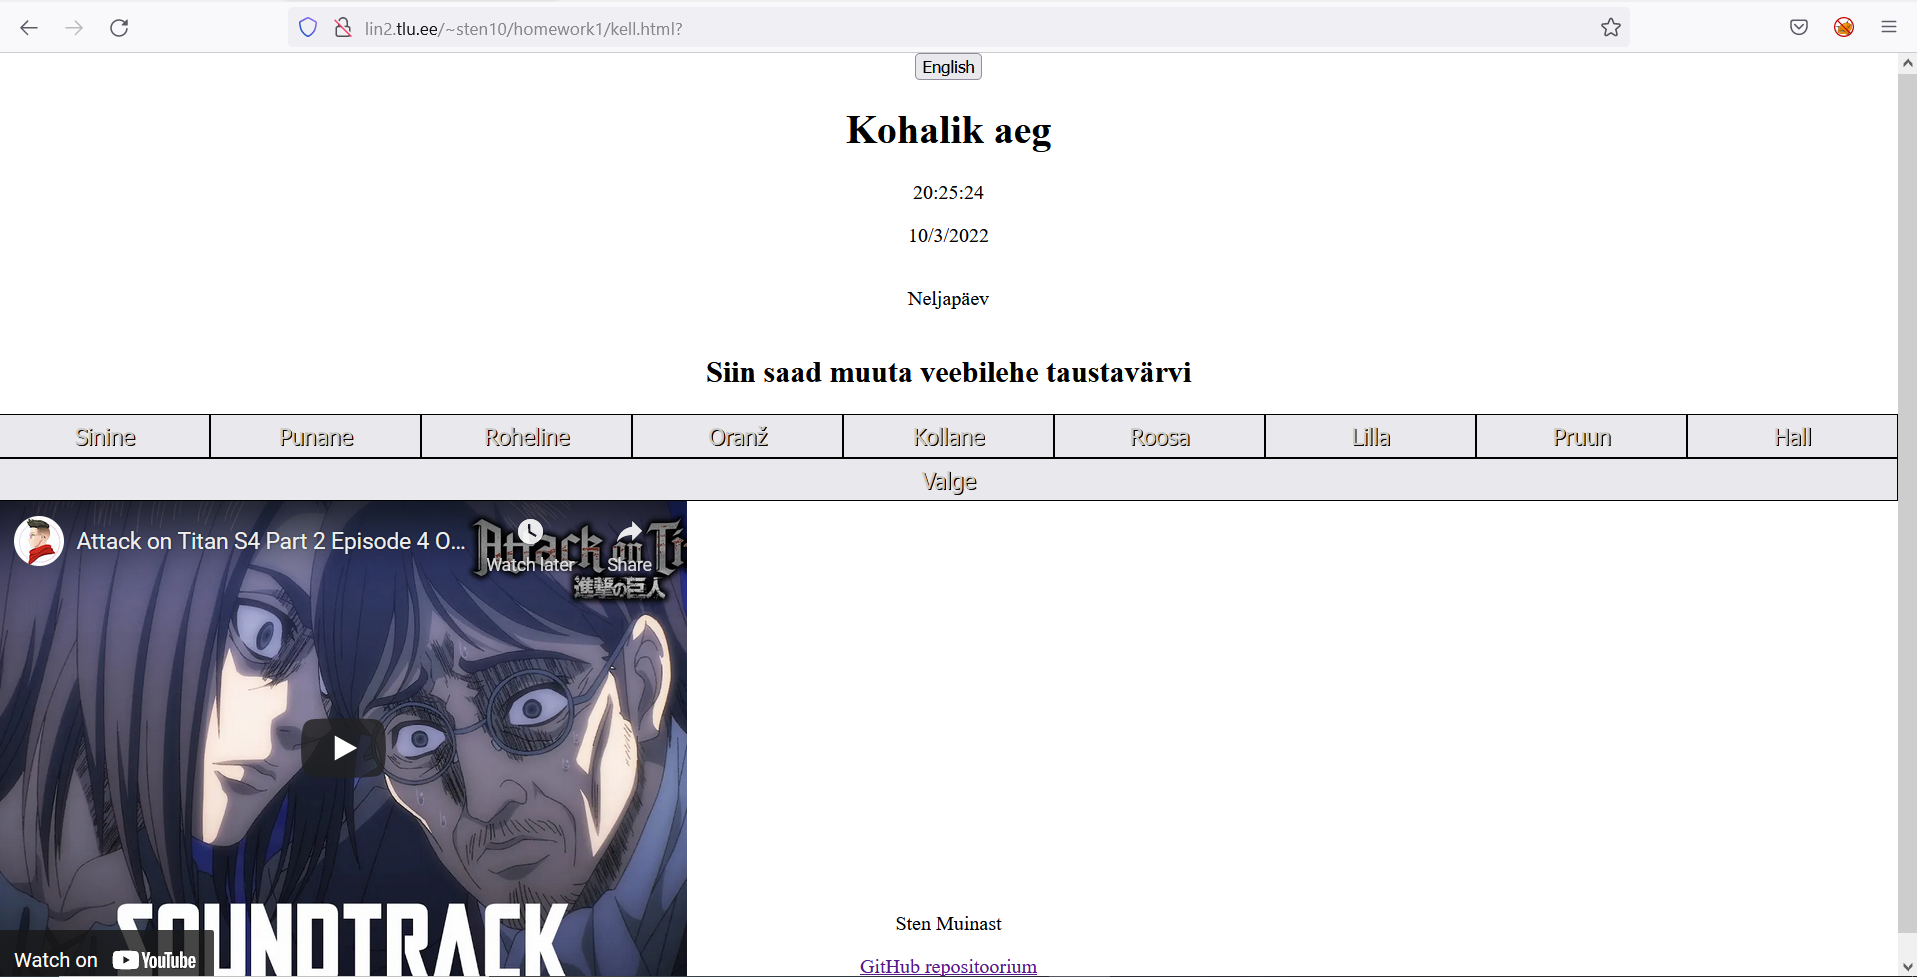 lin2.tlu.ee/~sten10/homework1/kell.html?
English
Kohalik aeg
20:25:24
10/3/2022
Neljapäev
Siin saad muuta veebilehe taustavärvi
Sinine Punane Roheline Oranž Kollane Roosa Lilla Pruun Hall
Valge
Attack on Titan S4 Part 2 Episode 4 O...
Watch later Share
Attack on Ti
進撃の巨人
SOUNDTRACK
Watch on YouTube
Sten Muinast
GitHub repositoorium